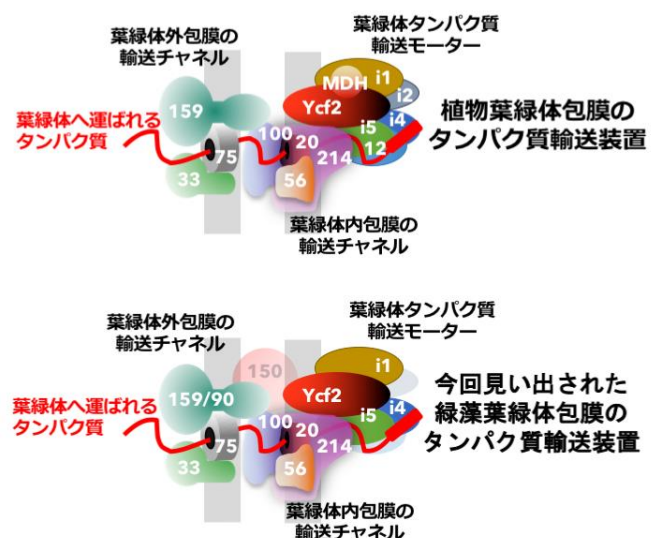 葉緑体外包膜の
輸送チャネル
葉緑体タンパク質
輸送モーター
159
MDH
i1
i2
Ycf2
葉緑体へ運ばれる
タンパク質
植物葉緑体包膜の
タンパク質輸送装置
100
20
i5
i4
75
214
12
33
56
葉緑体内包膜の
輸送チャネル
葉緑体外包膜の
輸送チャネル
葉緑体タンパク質
輸送モーター
150
i1
159/90
Ycf2
葉緑体へ運ばれる
タンパク質
今回見い出された
緑藻葉緑体包膜の
タンパク質輸送装置
100
20
i5
i4
75
214
33
56
葉緑体内包膜の
輸送チャネル